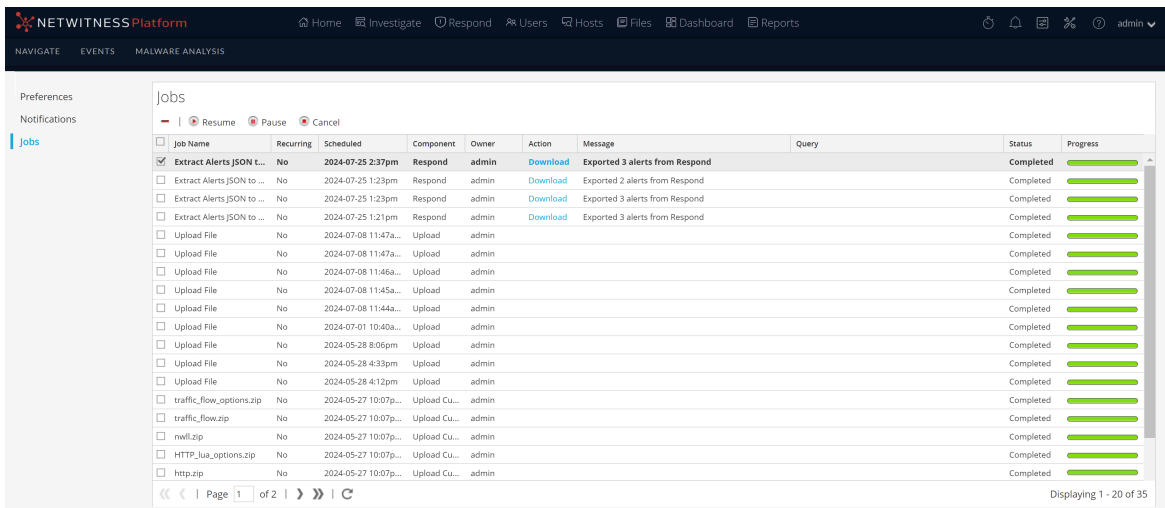 NETWITNESS Platform Home Investigate Respond Users Hosts Files Dashboard Reports admin
NAVIGATE EVENTS MALWARE ANALYSIS
Preferences
Notifications
Jobs
Jobs
Resume Pause Cancel
Job Name Recurring Scheduled Component Owner Action Message Query Status Progress
Extract Alerts JSON t... No 2024-07-25 2:37pm Respond admin Download Exported 3 alerts from Respond Completed
Extract Alerts JSON to ... No 2024-07-25 1:23pm Respond admin Download Exported 2 alerts from Respond Completed
Extract Alerts JSON to ... No 2024-07-25 1:23pm Respond admin Download Exported 3 alerts from Respond Completed
Extract Alerts JSON to ... No 2024-07-25 1:21pm Respond admin Download Exported 3 alerts from Respond Completed
Upload File No 2024-07-08 11:47a... Upload admin Completed
Upload File No 2024-07-08 11:47a... Upload admin Completed
Upload File No 2024-07-08 11:46a... Upload admin Completed
Upload File No 2024-07-08 11:45a... Upload admin Completed
Upload File No 2024-07-08 11:44a... Upload admin Completed
Upload File No 2024-07-01 10:40a... Upload admin Completed
Upload File No 2024-05-28 8:06pm Upload admin Completed
Upload File No 2024-05-28 4:33pm Upload admin Completed
Upload File No 2024-05-28 4:12pm Upload admin Completed
traffic_flow_options.zip No 2024-05-27 10:07p... Upload Cu... admin Completed
traffic_flow.zip No 2024-05-27 10:07p... Upload Cu... admin Completed
nwll.zip No 2024-05-27 10:07p... Upload Cu... admin Completed
HTTP_lua_options.zip No 2024-05-27 10:07p... Upload Cu... admin Completed
http.zip No 2024-05-27 10:07p... Upload Cu... admin Completed
Page 1 of 2 Displaying 1 - 20 of 35